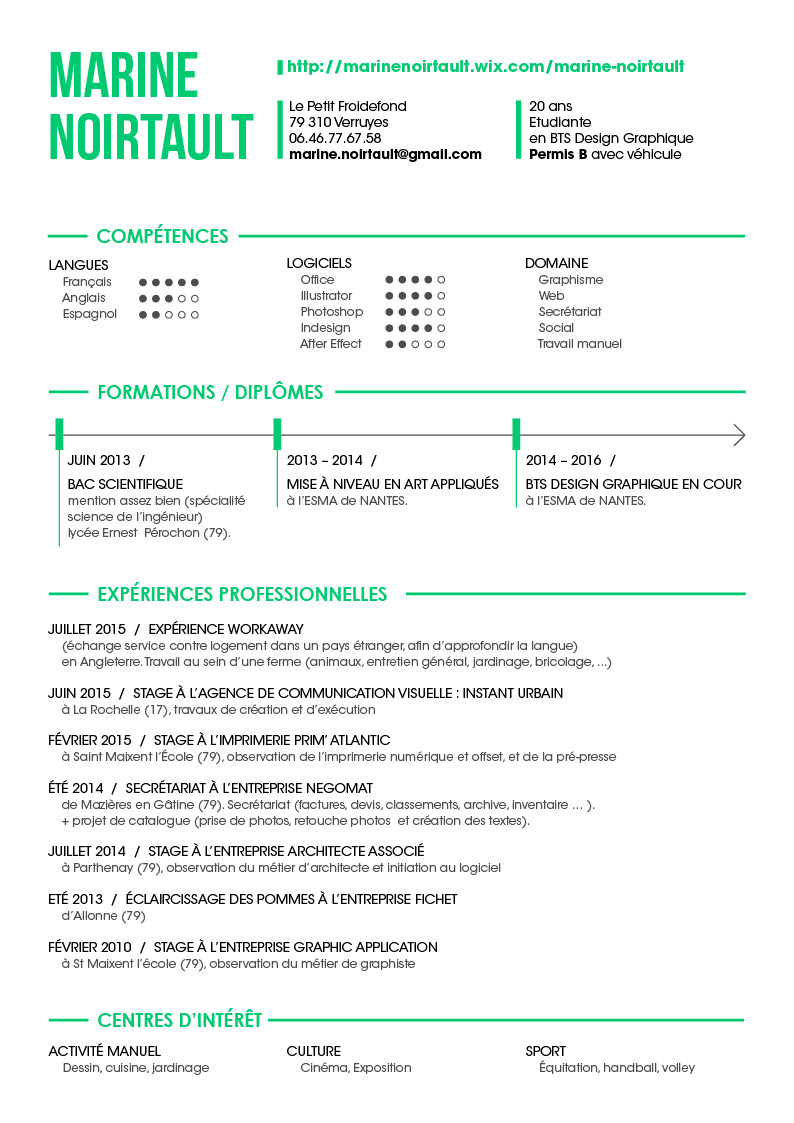 MARINE
NOIRTAULT
http://marinenoirtault.wix.com/marine-noirtault
Le Petit Froidefond
79 310 Verruyes
06.46.77.67.58
marine.noirtault@gmail.com
20 ans
Etudiante
en BTS Design Graphique
Permis B avec véhicule
COMPÉTENCES
LANGUES
Français
Anglais
Espagnol
LOGICIELS
Office
Illustrator
Photoshop
Indesign
After Effect
DOMAINE
Graphisme
Web
Secrétariat
Social
Travail manuel
FORMATIONS / DIPLÔMES
JUIN 2013 /
BAC SCIENTIFIQUE
mention assez bien (spécialité
science de l'ingénieur)
lycée Ernest Pérochon (79).
2013 – 2014 /
MISE À NIVEAU EN ART APPLIQUÉS
à l'ESMA de NANTES.
2014 – 2016 /
BTS DESIGN GRAPHIQUE EN COUR
à l'ESMA de NANTES.
EXPÉRIENCES PROFESSIONNELLES
JUILLET 2015 / EXPÉRIENCE WORKAWAY
(échange service contre logement dans un pays étranger, afin d'approfondir la langue)
en Angleterre. Travail au sein d'une ferme (animaux, entretien général, jardinage, bricolage, ...)
JUIN 2015 / STAGE À L'AGENCE DE COMMUNICATION VISUELLE : INSTANT URBAIN
à La Rochelle (17), travaux de création et d'exécution
FÉVRIER 2015 / STAGE À L'IMPRIMERIE PRIM' ATLANTIC
à Saint Maixent l'École (79), observation de l'imprimerie numérique et offset, et de la pré-presse
ÉTÉ 2014 / SECRÉTARIAT À L'ENTREPRISE NEGOMAT
de Mazières en Gâtine (79). Secrétariat (factures, devis, classements, archive, inventaire ... ).
+ projet de catalogue (prise de photos, retouche photos et création des textes).
JUILLET 2014 / STAGE À L'ENTREPRISE ARCHITECTE ASSOCIÉ
à Parthenay (79), observation du métier d'architecte et initiation au logiciel
ETÉ 2013 / ÉCLAIRCISSAGE DES POMMES À L'ENTREPRISE FICHET
d'Allonne (79)
FÉVRIER 2010 / STAGE À L'ENTREPRISE GRAPHIC APPLICATION
à St Maixent l'école (79), observation du métier de graphiste
CENTRES D'INTÉRÊT
ACTIVITÉ MANUEL
Dessin, cuisine, jardinage
CULTURE
Cinéma, Exposition
SPORT
Équitation, handball, volley